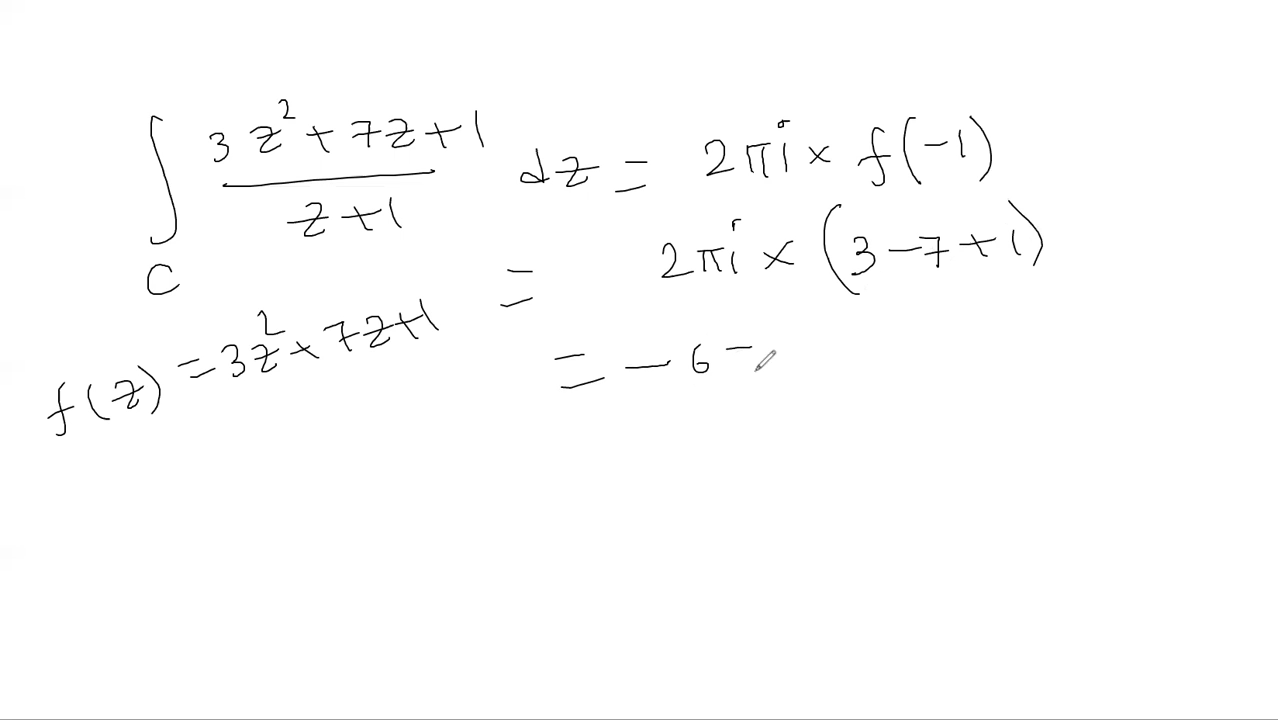 ∫_C (3z²+7z+1)/(z+1) dz = 2πi × f(-1)
= 2πi × (3-7+1)
f(z) = 3z²+7z+1
= -6